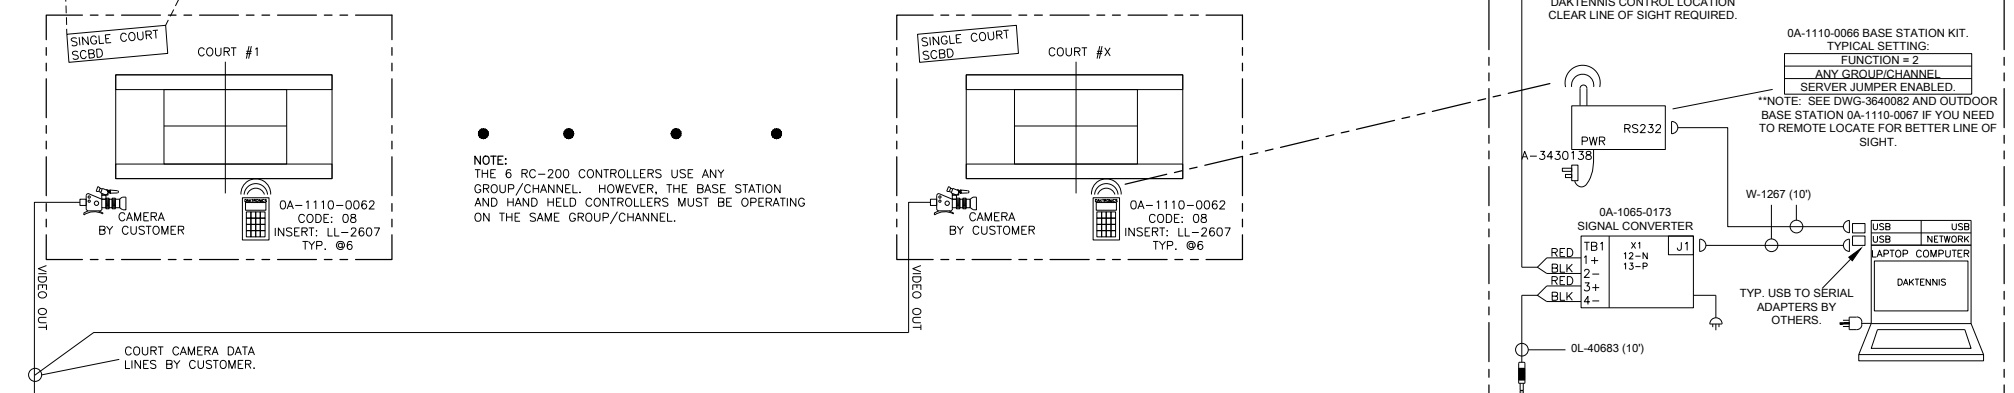 SINGLE COURT
SCBD
COURT #1
CAMERA
BY CUSTOMER
0A-1110-0062
CODE: 08
INSERT: LL-2607
TYP. @6
VIDEO OUT
NOTE:
THE 6 RC-200 CONTROLLERS USE ANY
GROUP/CHANNEL. HOWEVER, THE BASE STATION
AND HAND HELD CONTROLLERS MUST BE OPERATING
ON THE SAME GROUP/CHANNEL.
COURT CAMERA DATA
LINES BY CUSTOMER.
SINGLE COURT
SCBD
COURT #X
CAMERA
BY CUSTOMER
0A-1110-0062
CODE: 08
INSERT: LL-2607
TYP. @6
VIDEO OUT
DAKTENNIS CONTROL LOCATION
CLEAR LINE OF SIGHT REQUIRED.
0A-1110-0066 BASE STATION KIT.
TYPICAL SETTING:
FUNCTION = 2
ANY GROUP/CHANNEL
SERVER JUMPER ENABLED.
**NOTE: SEE DWG-3640082 AND OUTDOOR
BASE STATION 0A-1110-0067 IF YOU NEED
TO REMOTE LOCATE FOR BETTER LINE OF
SIGHT.
RS232
PWR
A-3430138
W-1267 (10')
0A-1065-0173
SIGNAL CONVERTER
TB1
X1
J1
12-N
13-P
RED
1+
BLK
2-
RED
3+
BLK
4-
USB
USB
USB
NETWORK
LAPTOP COMPUTER
DAKTENNIS
TYP. USB TO SERIAL
ADAPTERS BY
OTHERS.
0L-40683 (10')